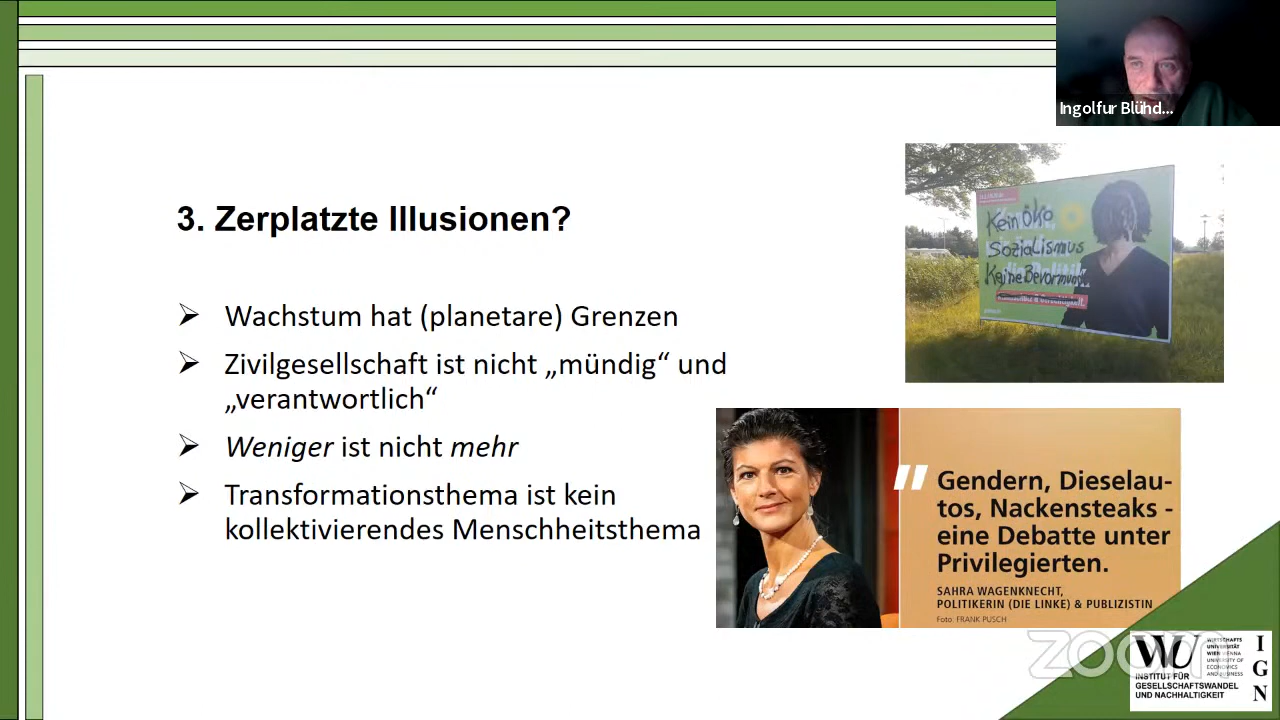 Ingolfur Blühd...
3. Zerplatzte Illusionen?
➢ Wachstum hat (planetare) Grenzen
➢ Zivilgesellschaft ist nicht „mündig“ und
„verantwortlich“
➢ Weniger ist nicht mehr
➢ Transformationsthema ist kein
kollektivierendes Menschheitsthema
Kein Öko
Sozialismus
Keine Bevormun
"
Gendern, Dieselau-
tos, Nackensteaks -
eine Debatte unter
Privilegierten.
SAHRA WAGENKNECHT,
POLITIKERIN (DIE LINKE) & PUBLIZISTIN
Foto FRANK PUSCH
zoom
WU
WIRTSCHAFTS
UNIVERSITÄT
WIEN VIENNA
UNIVERSITY OF
ECONOMICS
AND BUSINESS
INSTITUT FÜR
GESELLSCHAFTSWANDEL
UND NACHHALTIGKEIT
I
G
N